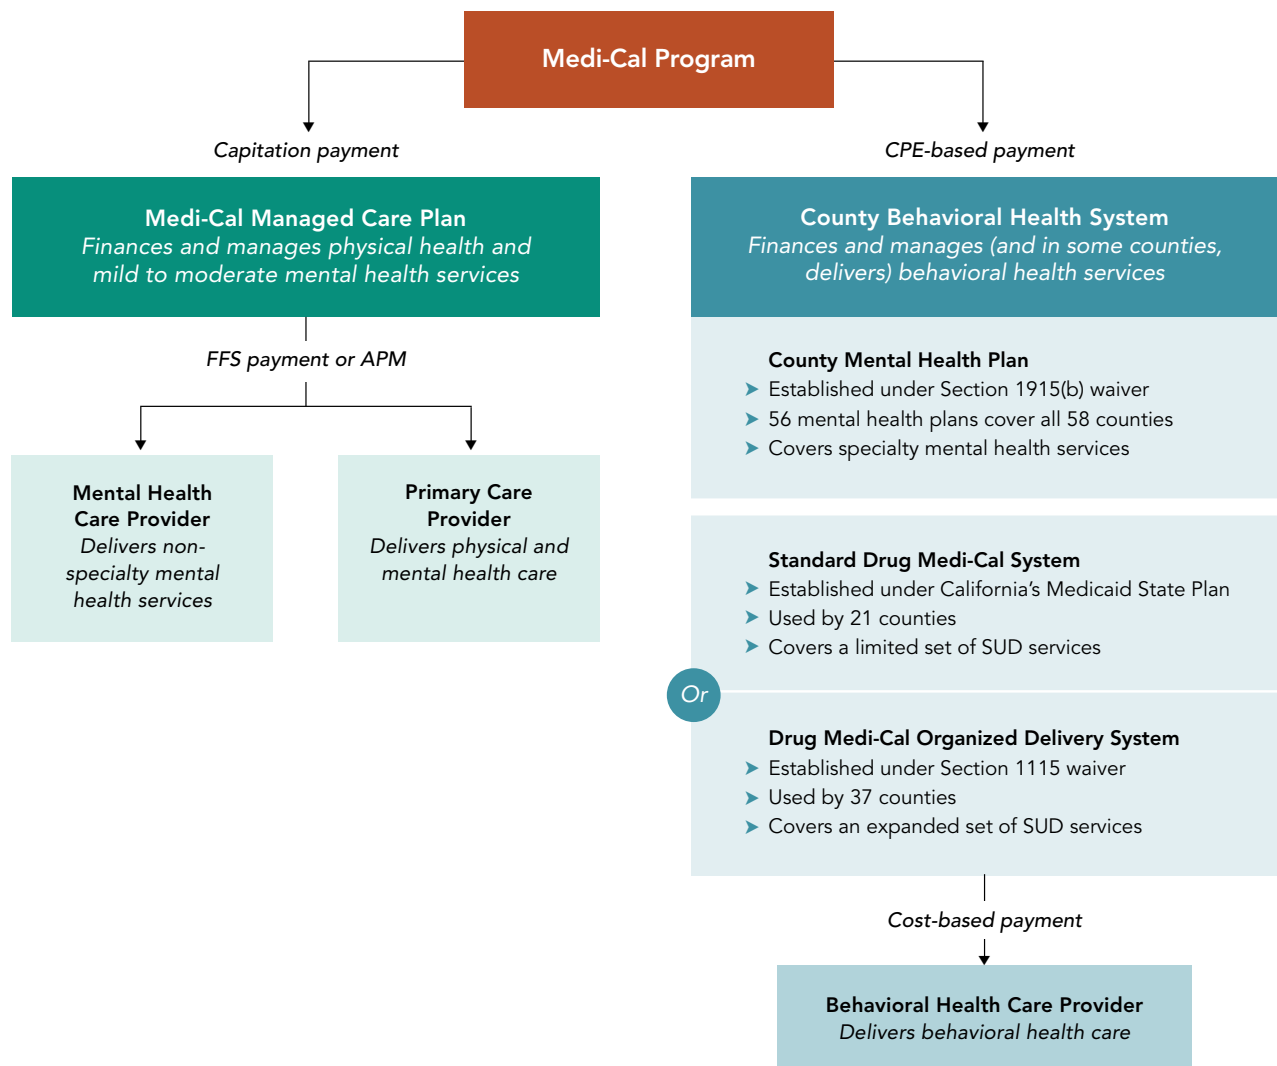 Medi-Cal Program
Capitation payment
CPE-based payment
Medi-Cal Managed Care Plan
Finances and manages physical health and
mild to moderate mental health services
FFS payment or APM
Mental Health
Care Provider
Delivers non-
specialty mental
health services
Primary Care
Provider
Delivers physical and
mental health care
County Behavioral Health System
Finances and manages (and in some counties,
delivers) behavioral health services
County Mental Health Plan
➤ Established under Section 1915(b) waiver
➤ 56 mental health plans cover all 58 counties
➤ Covers specialty mental health services
Standard Drug Medi-Cal System
➤ Established under California’s Medicaid State Plan
➤ Used by 21 counties
➤ Covers a limited set of SUD services
Or
Drug Medi-Cal Organized Delivery System
➤ Established under Section 1115 waiver
➤ Used by 37 counties
➤ Covers an expanded set of SUD services
Cost-based payment
Behavioral Health Care Provider
Delivers behavioral health care